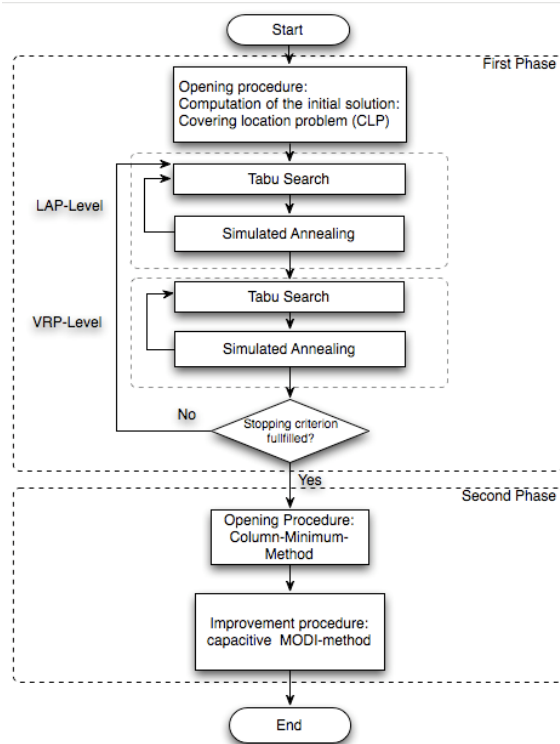 Start
First Phase
Opening procedure:
Computation of the initial solution:
Covering location problem (CLP)
Tabu Search
LAP-Level
Simulated Annealing
Tabu Search
VRP-Level
Simulated Annealing
No
Stopping criterion
fullfilled?
Yes
Second Phase
Opening Procedure:
Column-Minimum-
Method
Improvement procedure:
capacitive MODI-method
End